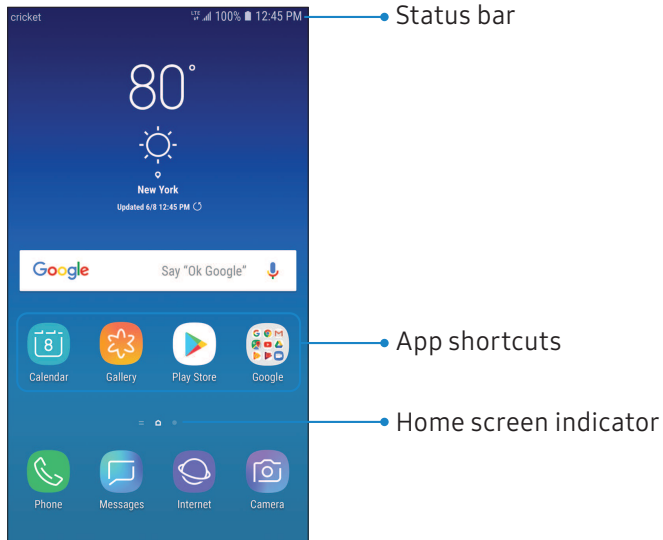 cricket LTE 100% 12:45 PM Status bar
80°
New York
Updated 6/8 12:45 PM
Google Say "Ok Google"
8
App shortcuts
Calendar Gallery Play Store Google
Home screen indicator
Phone Messages Internet Camera